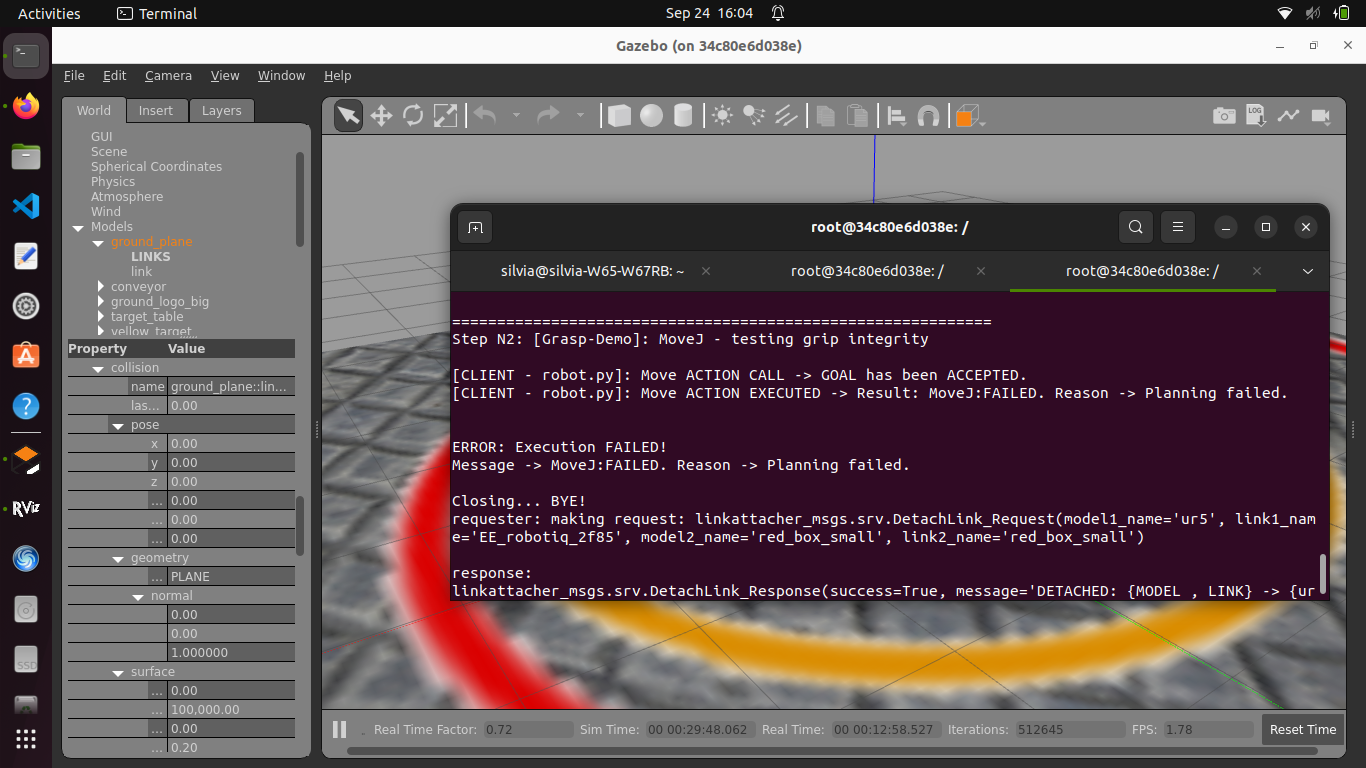 Activities
Terminal
Sep 24 16:04
Gazebo (on 34c80e6d038e)
File Edit Camera View Window Help
World Insert Layers
GUI
Scene
Spherical Coordinates
Physics
Atmosphere
Wind
Models
ground_plane
LINKS
link
conveyor
ground_logo_big
target_table
yellow_target_
Property Value
collision
name ground_plane::lin...
las... 0.00
pose
x 0.00
y 0.00
z 0.00
... 0.00
... 0.00
... 0.00
geometry
... PLANE
normal
0.00
0.00
1.000000
surface
... 0.00
... 100,000.00
... 0.00
... 0.20
LOG
root@34c80e6d038e: /
silvia@silvia-W65-W67RB: ~
root@34c80e6d038e: /
root@34c80e6d038e: /
============================================================
Step N2: [Grasp-Demo]: MoveJ - testing grip integrity
[CLIENT - robot.py]: Move ACTION CALL -> GOAL has been ACCEPTED.
[CLIENT - robot.py]: Move ACTION EXECUTED -> Result: MoveJ:FAILED. Reason -> Planning failed.
ERROR: Execution FAILED!
Message -> MoveJ:FAILED. Reason -> Planning failed.
Closing... BYE!
requester: making request: linkattacher_msgs.srv.DetachLink_Request(model1_name='ur5', link1_nam
e='EE_robotiq_2f85', model2_name='red_box_small', link2_name='red_box_small')
response:
linkattacher_msgs.srv.DetachLink_Response(success=True, message='DETACHED: {MODEL , LINK} -> {ur
RViz
SSD
Real Time Factor: 0.72 Sim Time: 00 00:29:48.062 Real Time: 00 00:12:58.527 Iterations: 512645 FPS: 1.78 Reset Time